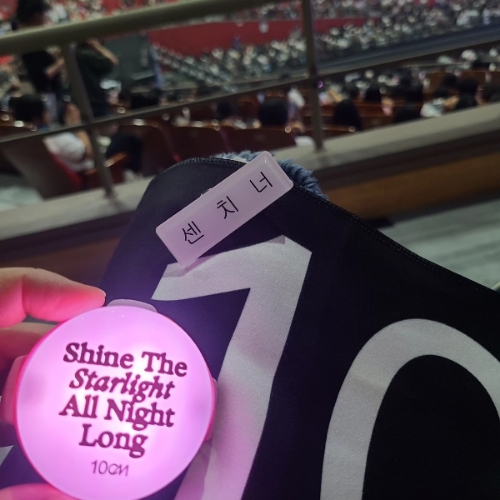 센치너
Shine The
Starlight
All Night
Long
10cm
10